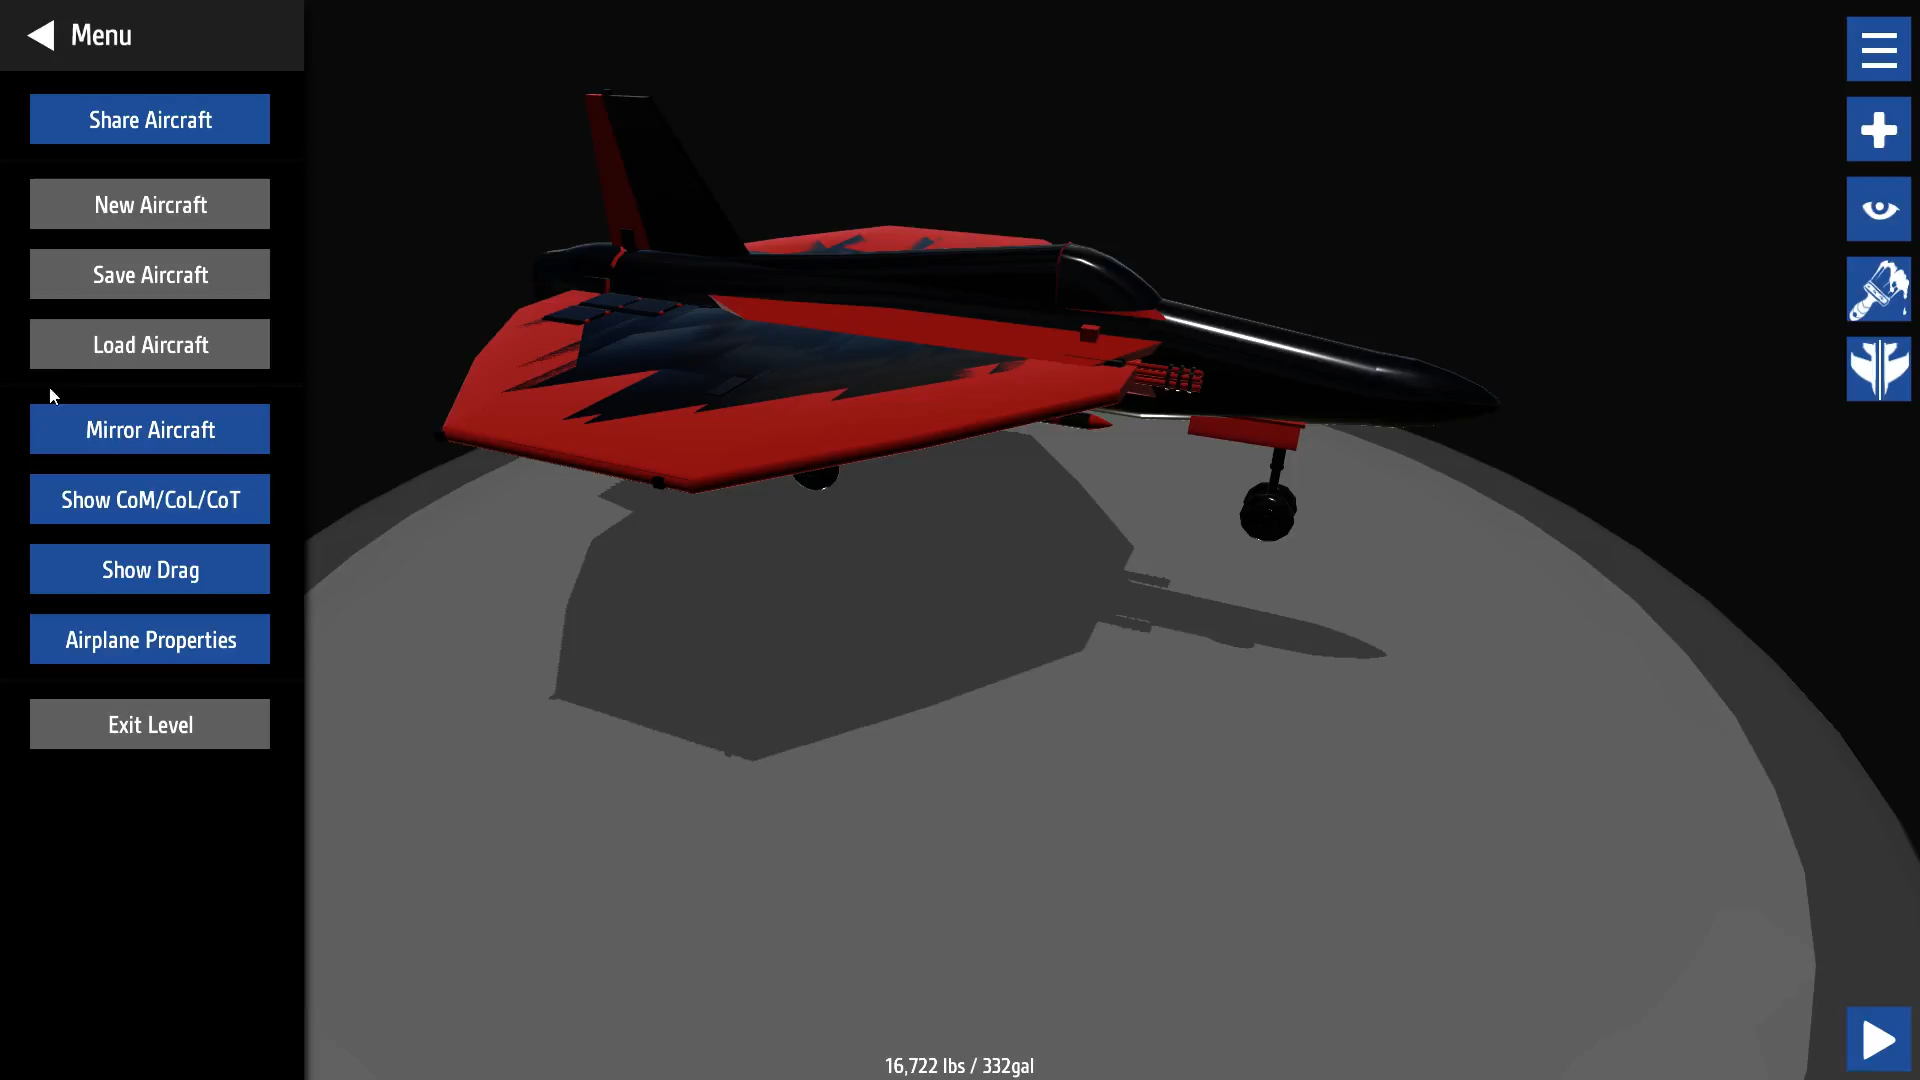 Menu
Share Aircraft
New Aircraft
Save Aircraft
Load Aircraft
Mirror Aircraft
Show CoM/CoL/CoT
Show Drag
Airplane Properties
Exit Level
16,722 lbs / 332gal